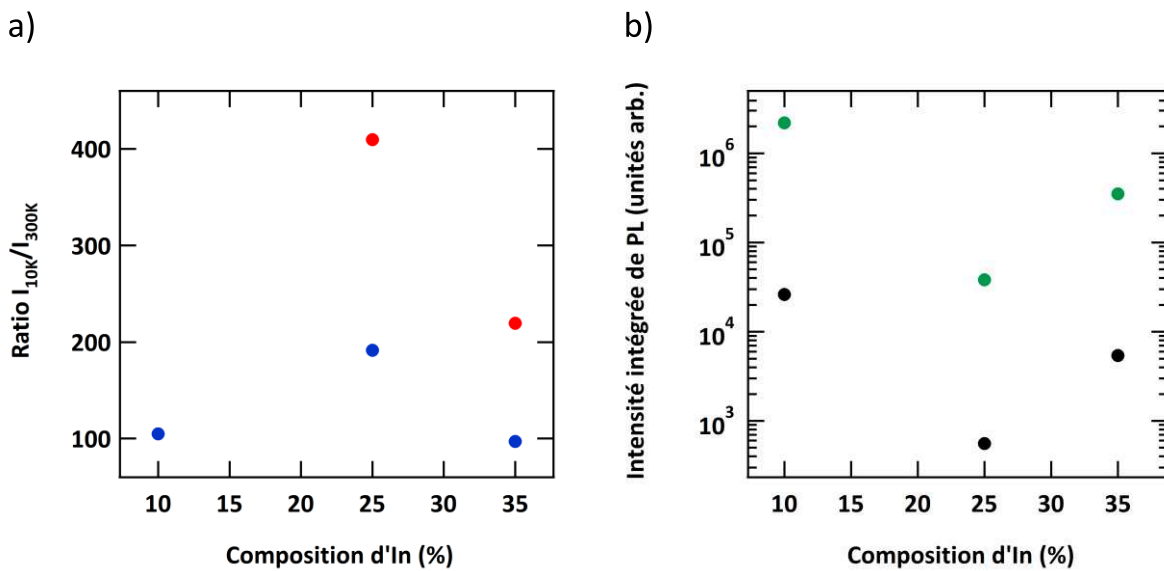 a)
b)
Ratio I10K/I300K
400
300
200
100
10 15 20 25 30 35
Composition d'In (%)
Intensité intégrée de PL (unités arb.)
10^6
10^5
10^4
10^3
10 15 20 25 30 35
Composition d'In (%)